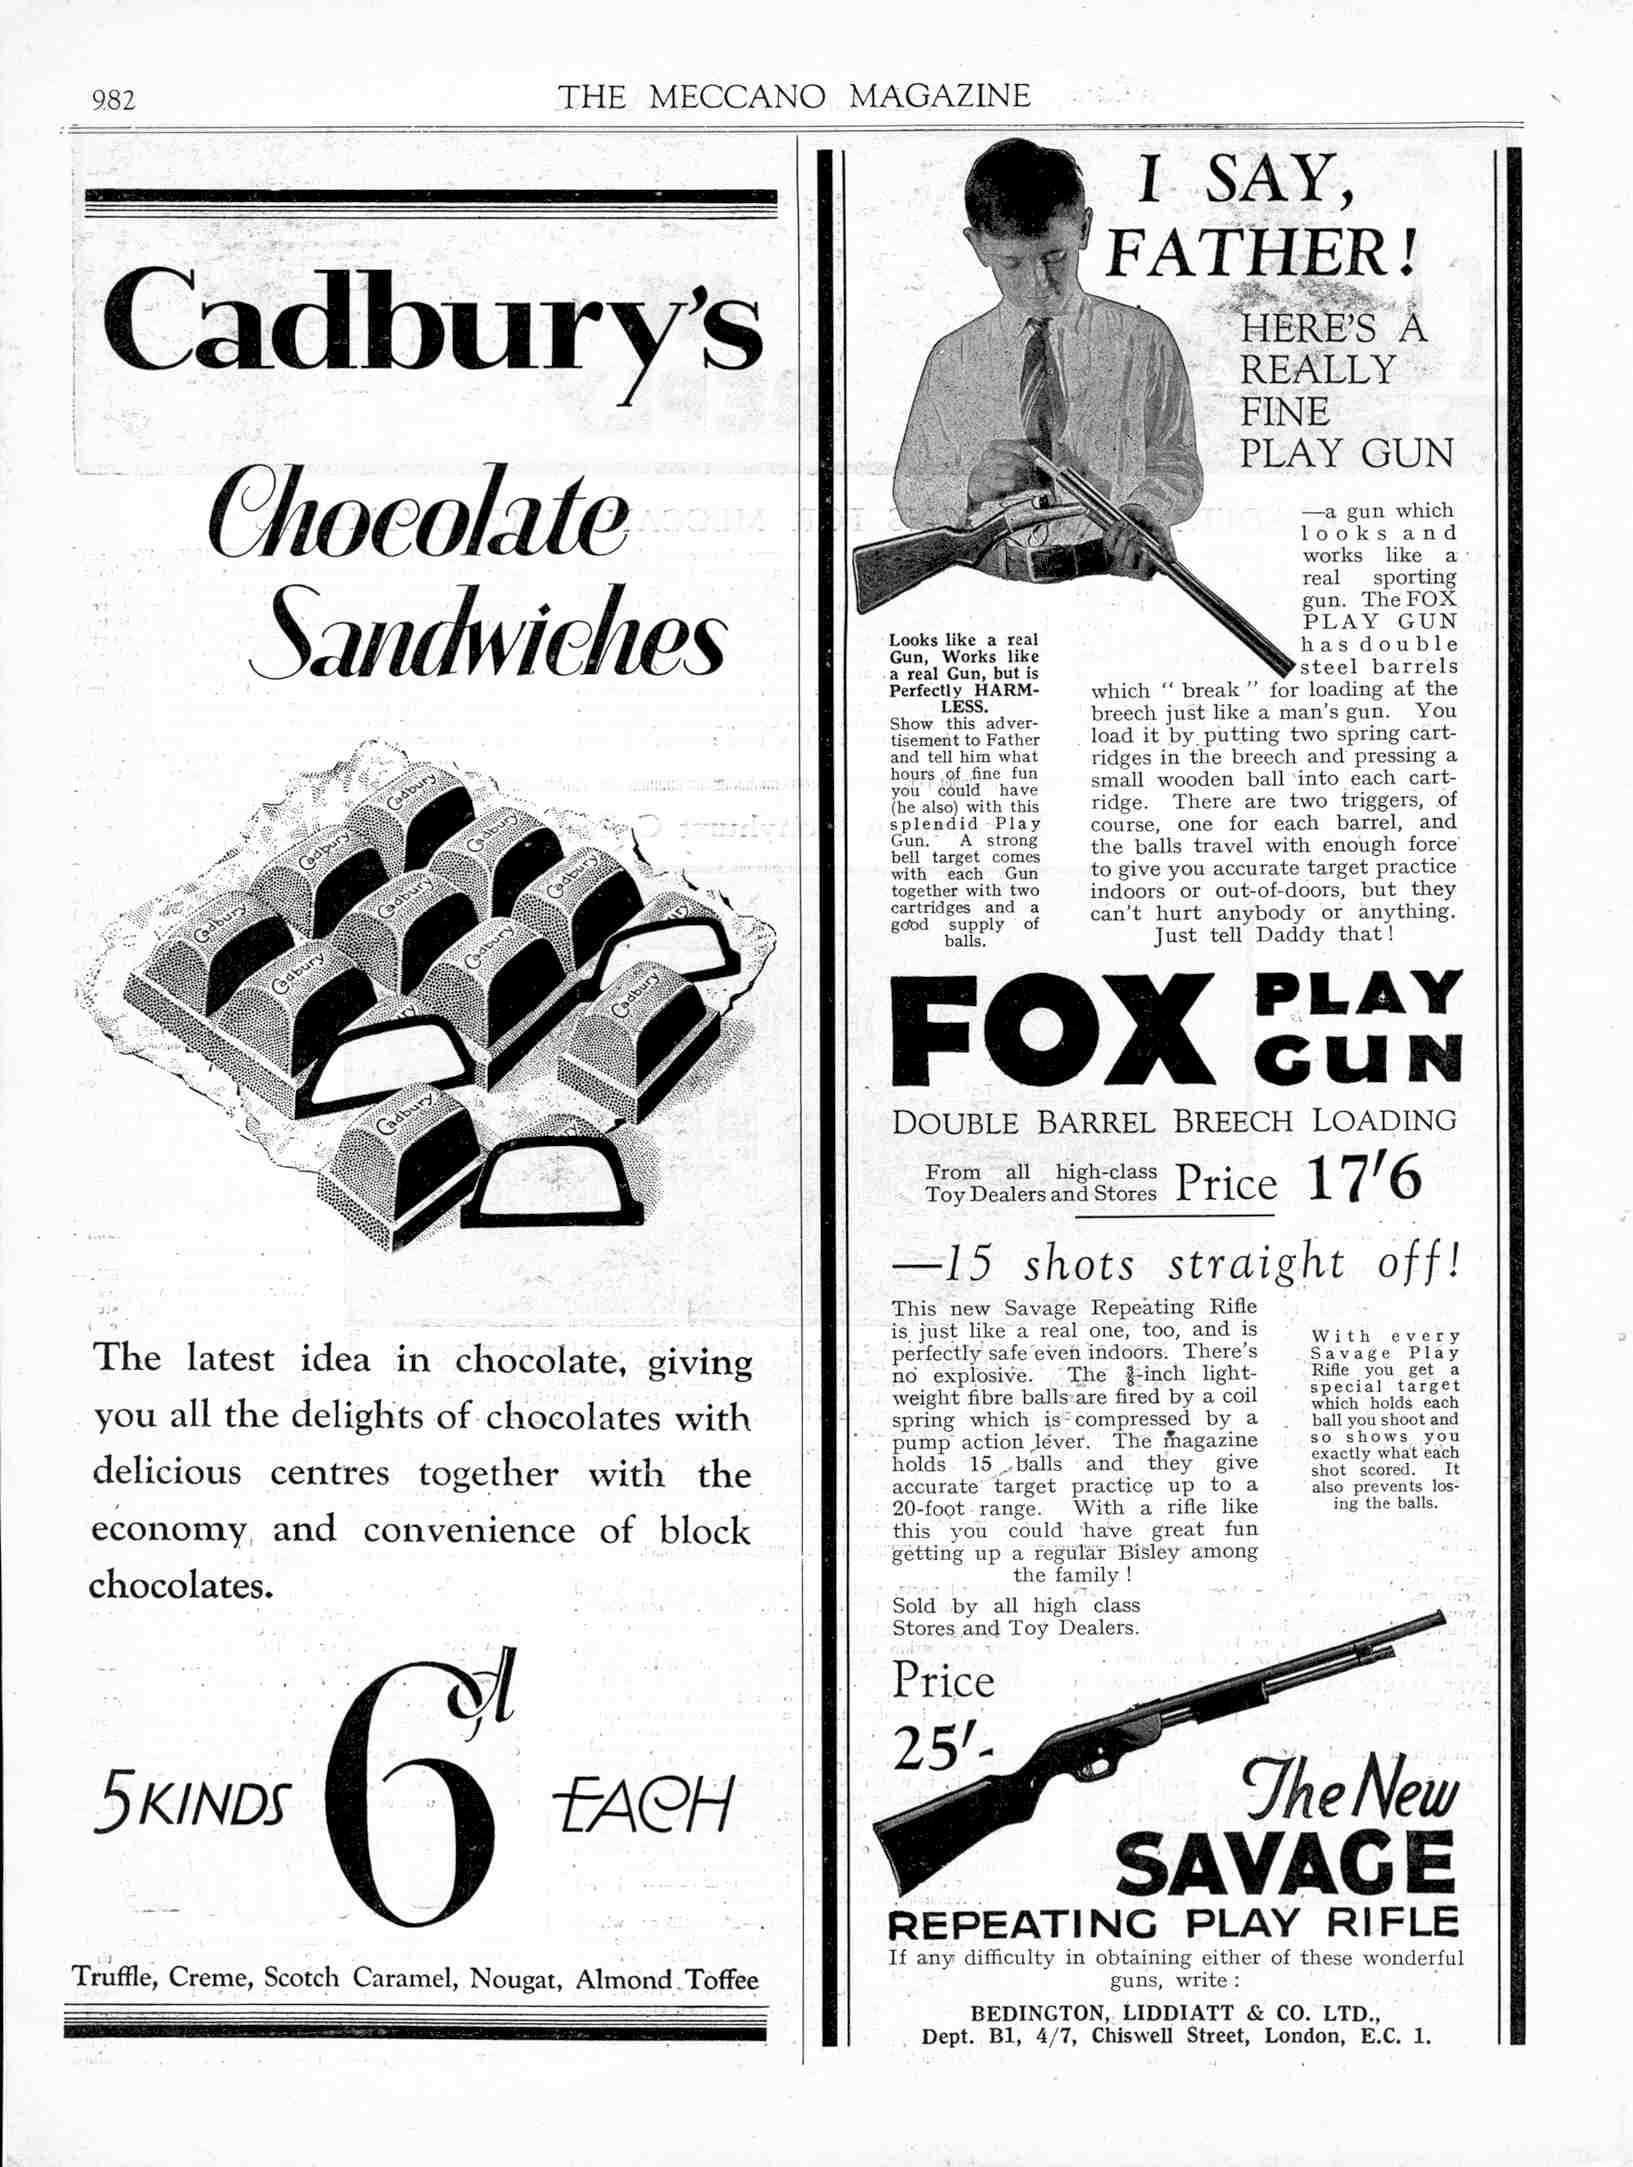 982
THE MECCANO MAGAZINE
Cadbury's
Chocolate
Sandwiches
Cadbury
Cadbury
Cadbury
Cadbury
Cadbury
Cadbury
Cadbury
Cadbury
Cadbury
Cadbury
The latest idea in chocolate, giving
you all the delights of chocolates with
delicious centres together with the
economy and convenience of block
chocolates.
5 KINDS 6d EACH
Truffle, Creme, Scotch Caramel, Nougat, Almond Toffee
I SAY,
FATHER!
HERE'S A
REALLY
FINE
PLAY GUN
—a gun which
looks and
works like a
real sporting
gun. The FOX
PLAY GUN
has double
steel barrels
which “ break ” for loading at the
breech just like a man's gun. You
load it by putting two spring cart-
ridges in the breech and pressing a
small wooden ball into each cart-
ridge. There are two triggers, of
course, one for each barrel, and
the balls travel with enough force
to give you accurate target practice
indoors or out-of-doors, but they
can't hurt anybody or anything.
Just tell Daddy that!
Looks like a real
Gun, Works like
a real Gun, but is
Perfectly HARM-
LESS.
Show this adver-
tisement to Father
and tell him what
hours of fine fun
you could have
(he also) with this
splendid Play
Gun. A strong
bell target comes
with each Gun
together with two
cartridges and a
good supply of
balls.
FOX PLAY
GUN
DOUBLE BARREL BREECH LOADING
From all high-class
Toy Dealers and Stores
Price 17'6
—15 shots straight off!
This new Savage Repeating Rifle
is just like a real one, too, and is
perfectly safe even indoors. There's
no explosive. The ⅜-inch light-
weight fibre balls are fired by a coil
spring which is compressed by a
pump action lever. The magazine
holds 15 balls and they give
accurate target practice up to a
20-foot range. With a rifle like
this you could have great fun
getting up a regular Bisley among
the family !
Sold by all high class
Stores and Toy Dealers.
With every
Savage Play
Rifle you get a
special target
which holds each
ball you shoot and
so shows you
exactly what each
shot scored. It
also prevents los-
ing the balls.
Price
25'-
The New
SAVAGE
REPEATING PLAY RIFLE
If any difficulty in obtaining either of these wonderful
guns, write :
BEDINGTON, LIDDIATT & CO. LTD.,
Dept. B1, 4/7, Chiswell Street, London, E.C. 1.